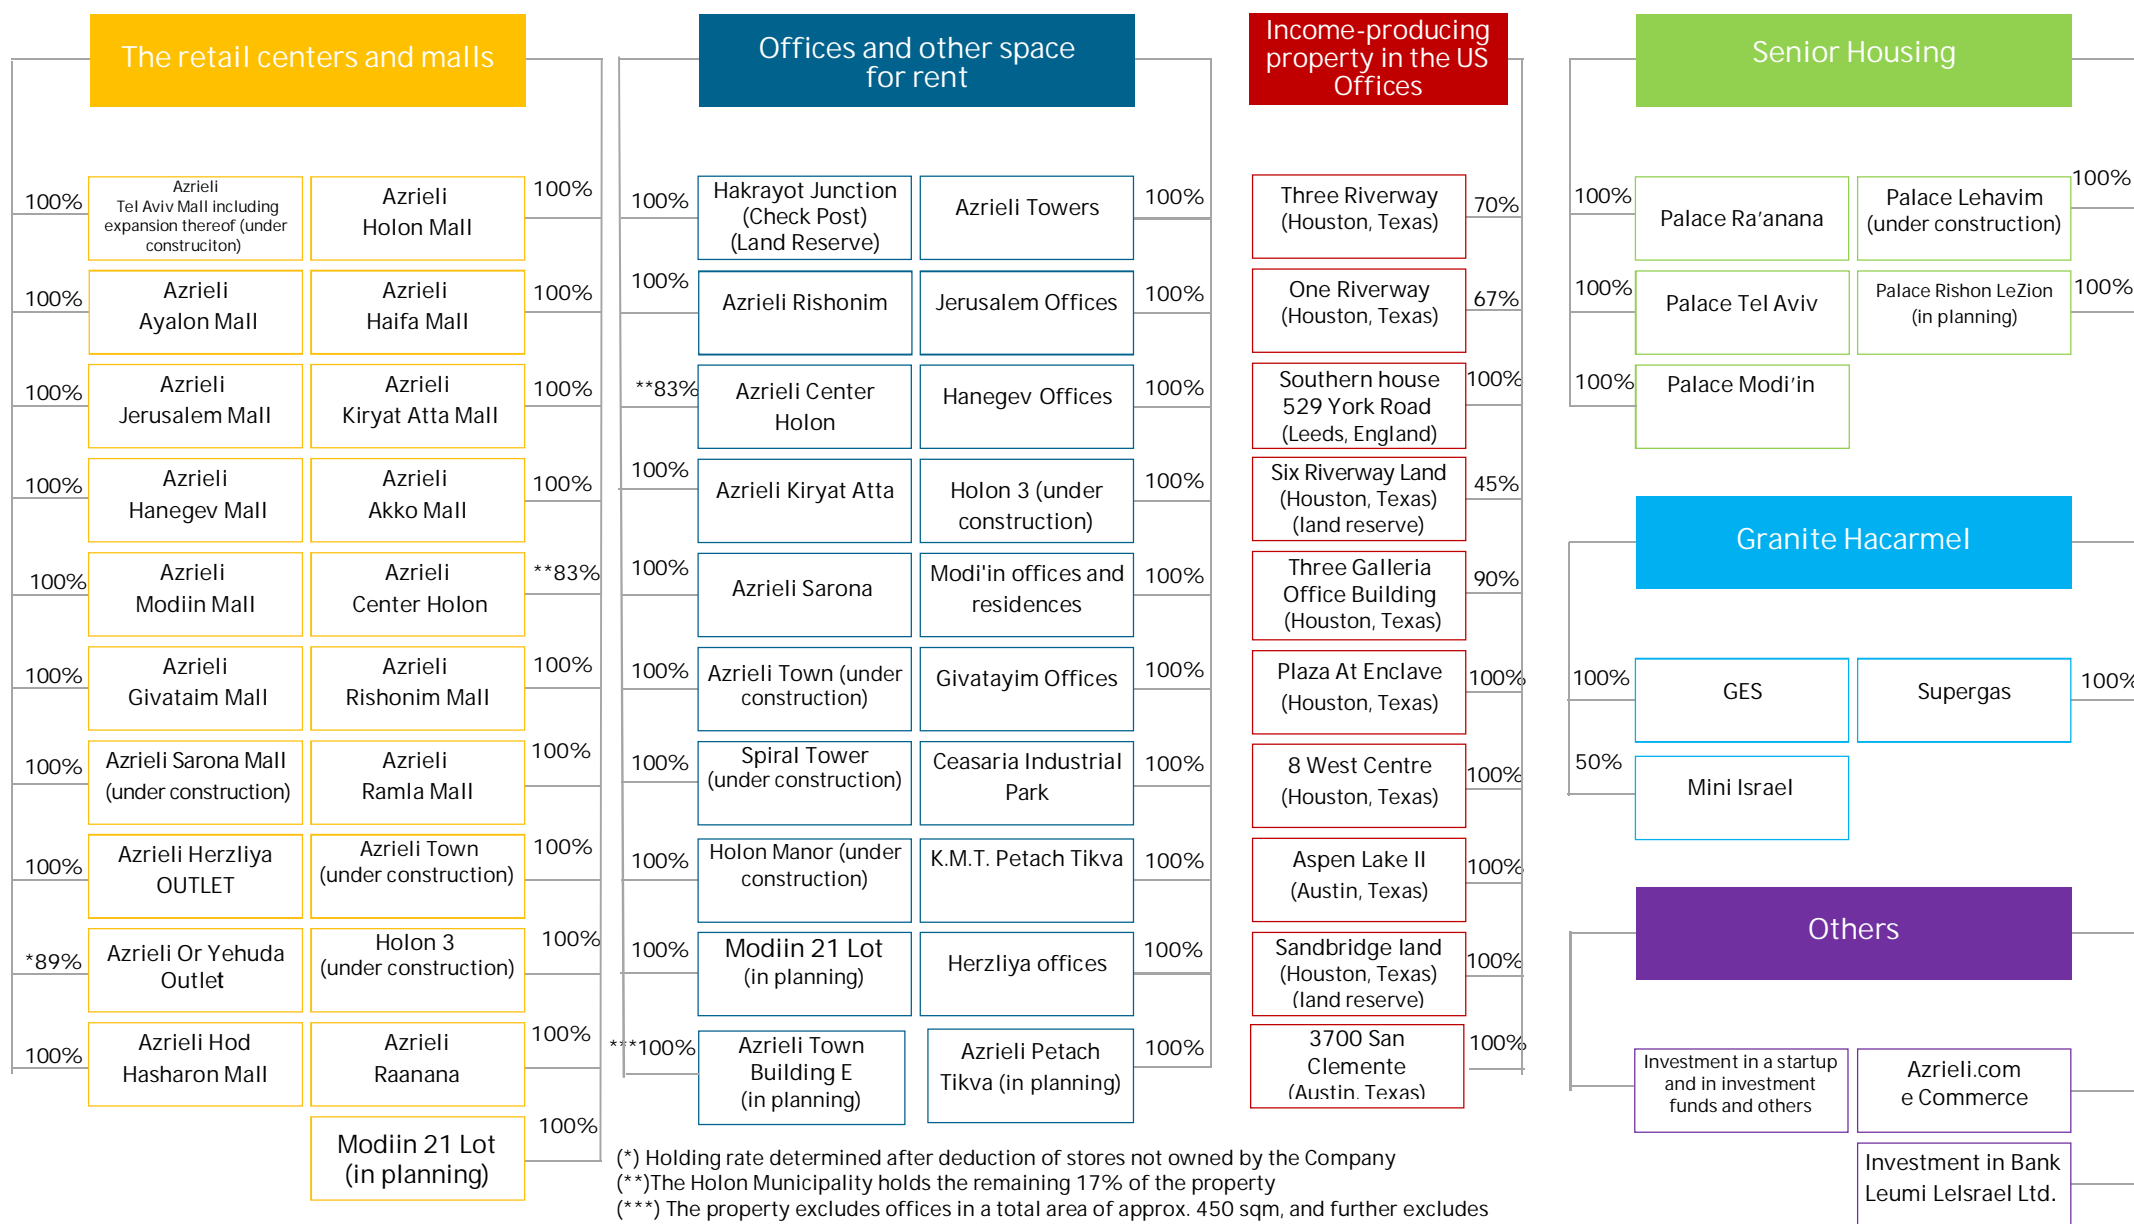 The retail centers and malls
100%
Azrieli
Tel Aviv Mall including
expansion thereof (under
construciton)
Azrieli
Holon Mall
100%
100%
Azrieli
Ayalon Mall
Azrieli
Haifa Mall
100%
100%
Azrieli
Jerusalem Mall
Azrieli
Kiryat Atta Mall
100%
100%
Azrieli
Hanegev Mall
Azrieli
Akko Mall
100%
100%
Azrieli
Modiin Mall
Azrieli
Center Holon
**83%
100%
Azrieli
Givataim Mall
Azrieli
Rishonim Mall
100%
100%
Azrieli Sarona Mall
(under construction)
Azrieli
Ramla Mall
100%
100%
Azrieli Herzliya
OUTLET
Azrieli Town
(under construction)
100%
*89%
Azrieli Or Yehuda
Outlet
Holon 3
(under construction)
100%
100%
Azrieli Hod
Hasharon Mall
Azrieli
Raanana
100%
Modiin 21 Lot
(in planning)
100%
Offices and other space
for rent
100%
Hakrayot Junction
(Check Post)
(Land Reserve)
Azrieli Towers
100%
100%
Azrieli Rishonim
Jerusalem Offices
100%
**83%
Azrieli Center
Holon
Hanegev Offices
100%
100%
Azrieli Kiryat Atta
Holon 3 (under
construction)
100%
100%
Azrieli Sarona
Modi'in offices and
residences
100%
100%
Azrieli Town (under
construction)
Givatayim Offices
100%
100%
Spiral Tower
(under construction)
Ceasaria Industrial
Park
100%
100%
Holon Manor (under
construction)
K.M.T. Petach Tikva
100%
100%
Modiin 21 Lot
(in planning)
Herzliya offices
100%
***100%
Azrieli Town
Building E
(in planning)
Azrieli Petach
Tikva (in planning)
100%
Income-producing
property in the US
Offices
Three Riverway
(Houston, Texas)
70%
One Riverway
(Houston, Texas)
67%
Southern house
529 York Road
(Leeds, England)
100%
Six Riverway Land
(Houston, Texas)
(land reserve)
45%
Three Galleria
Office Building
(Houston, Texas)
90%
Plaza At Enclave
(Houston, Texas)
100%
8 West Centre
(Houston, Texas)
100%
Aspen Lake II
(Austin, Texas)
100%
Sandbridge land
(Houston, Texas)
(land reserve)
100%
3700 San
Clemente
(Austin, Texas)
100%
Senior Housing
100%
Palace Ra'anana
Palace Lehavim
(under construction)
100%
100%
Palace Tel Aviv
Palace Rishon LeZion
(in planning)
100%
100%
Palace Modi'in
Granite Hacarmel
100%
GES
Supergas
100%
50%
Mini Israel
Others
Investment in a startup
and in investment
funds and others
Azrieli.com
e Commerce
Investment in Bank
Leumi LeIsrael Ltd.
(*) Holding rate determined after deduction of stores not owned by the Company
(**)The Holon Municipality holds the remaining 17% of the property
(***) The property excludes offices in a total area of approx. 450 sqm, and further excludes